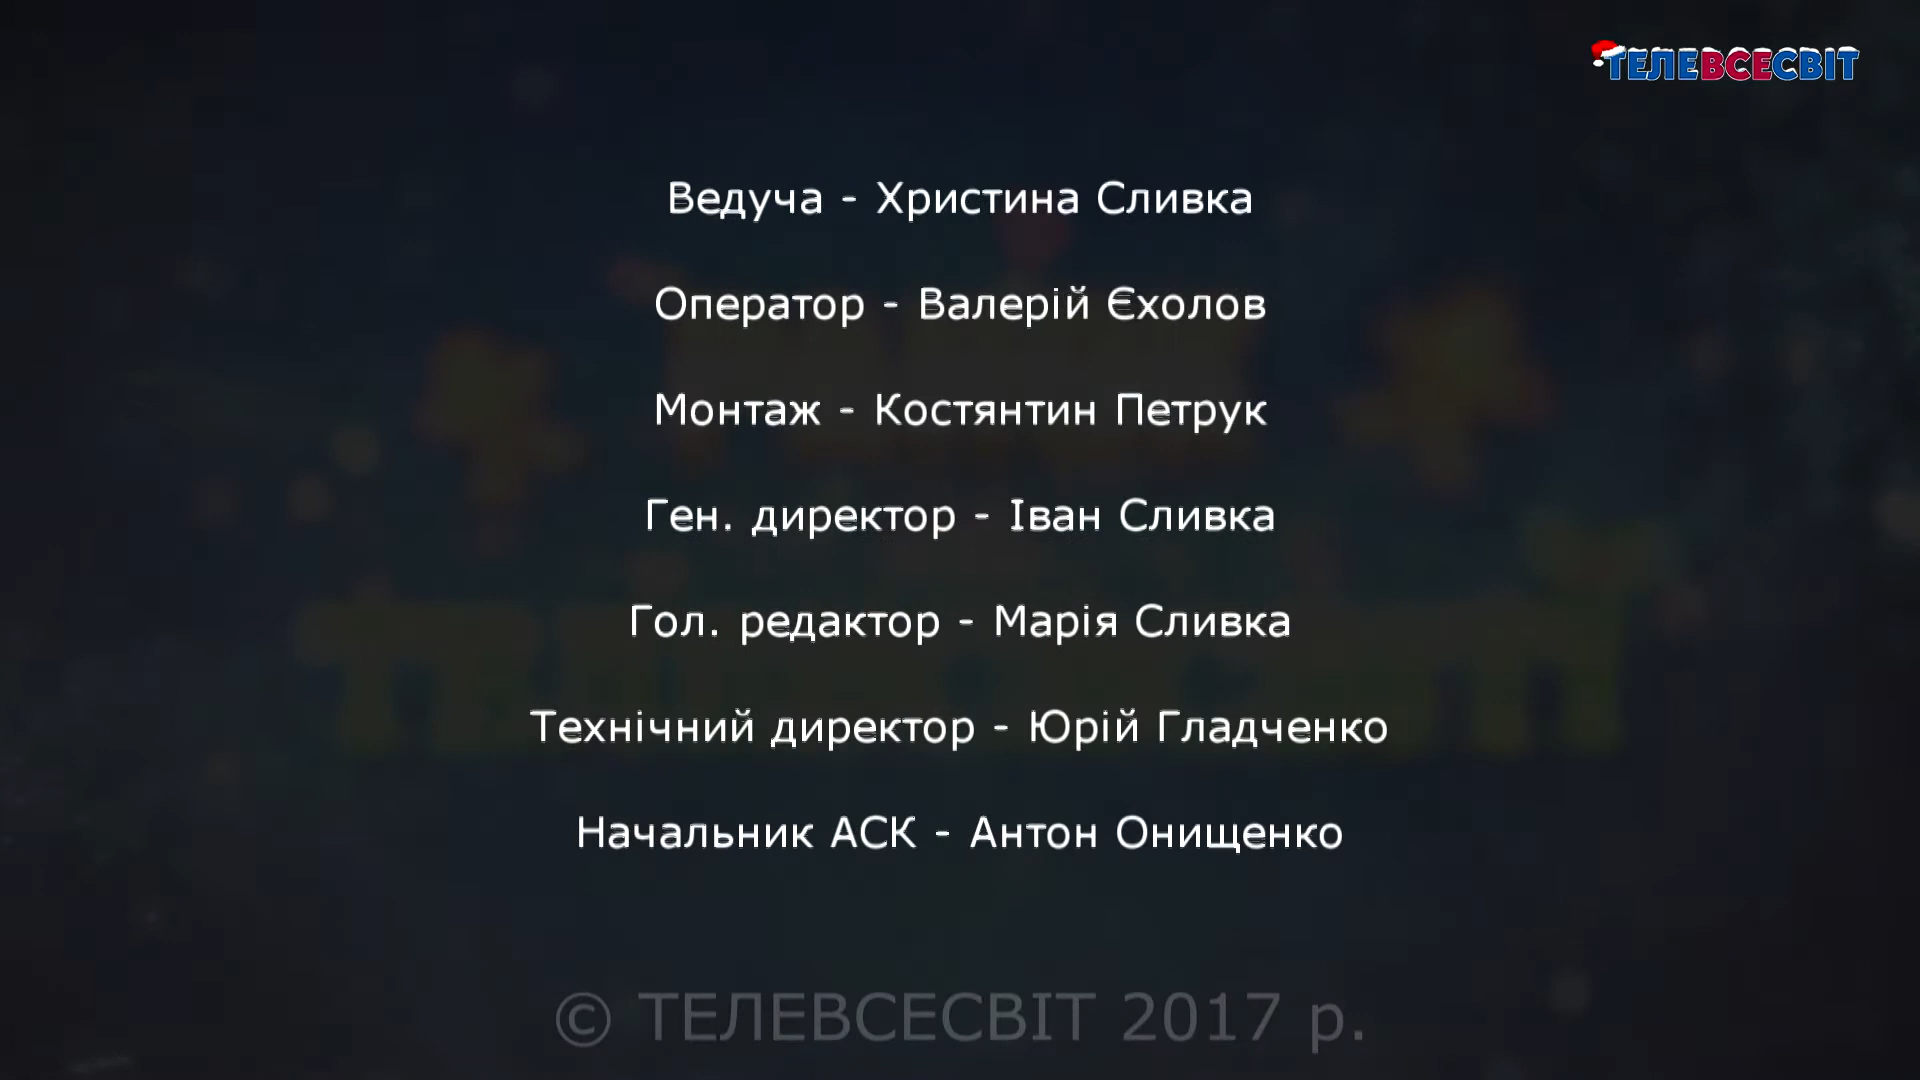 ТЕЛЕВСЕСВІТ
Ведуча - Христина Сливка
Оператор - Валерій Єхолов
Монтаж - Костянтин Петрук
Ген. директор - Іван Сливка
Гол. редактор - Марія Сливка
Технічний директор - Юрій Гладченко
Начальник АСК - Антон Онищенко
© ТЕЛЕВСЕСВІТ 2017 р.